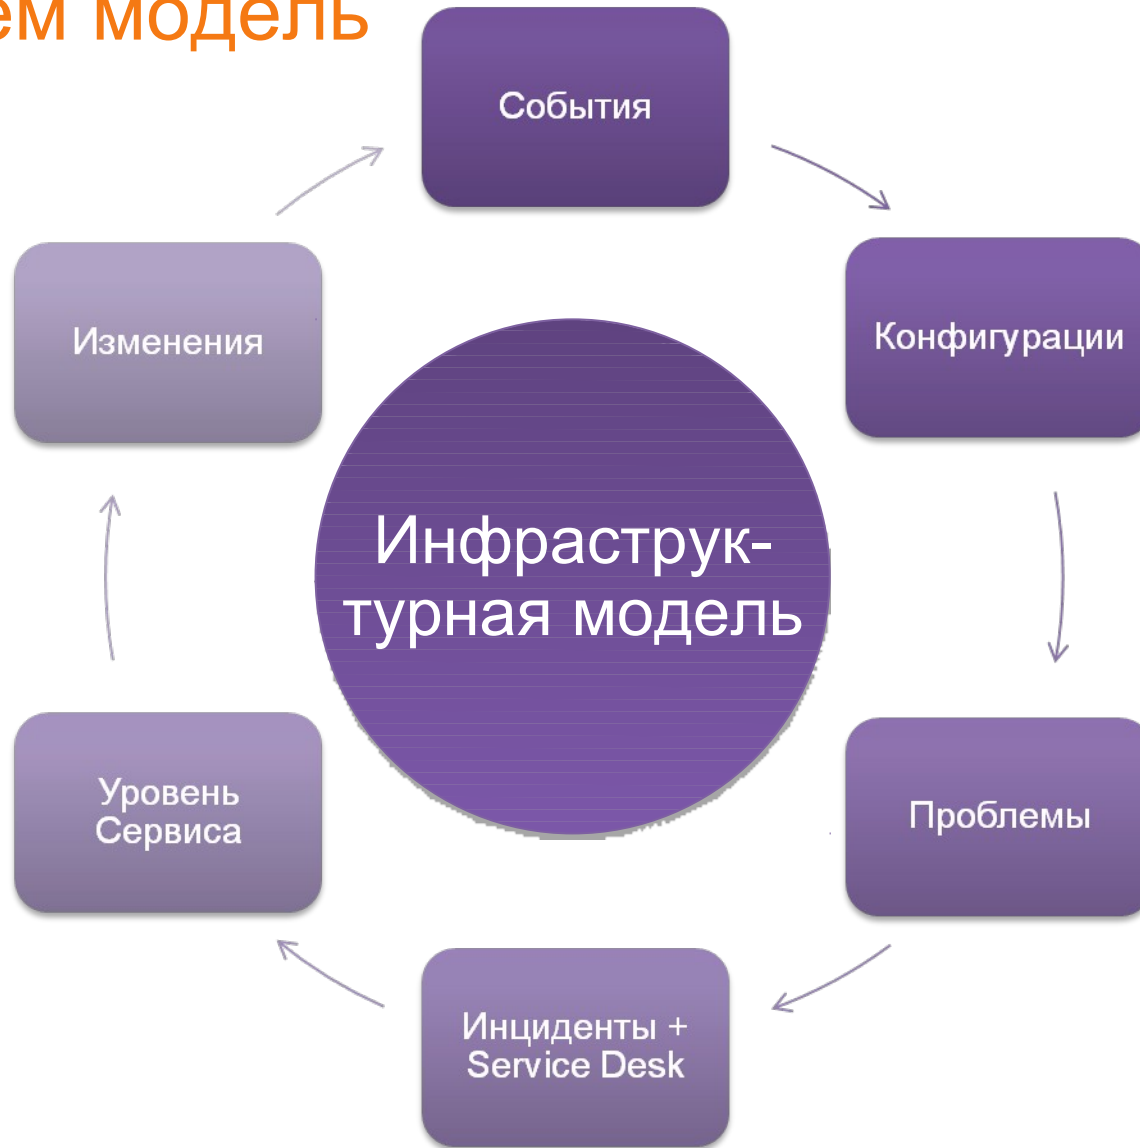 ем модель
События
Изменения
Конфигурации
Инфраструк-
турная модель
Уровень
Сервиса
Проблемы
Инциденты +
Service Desk